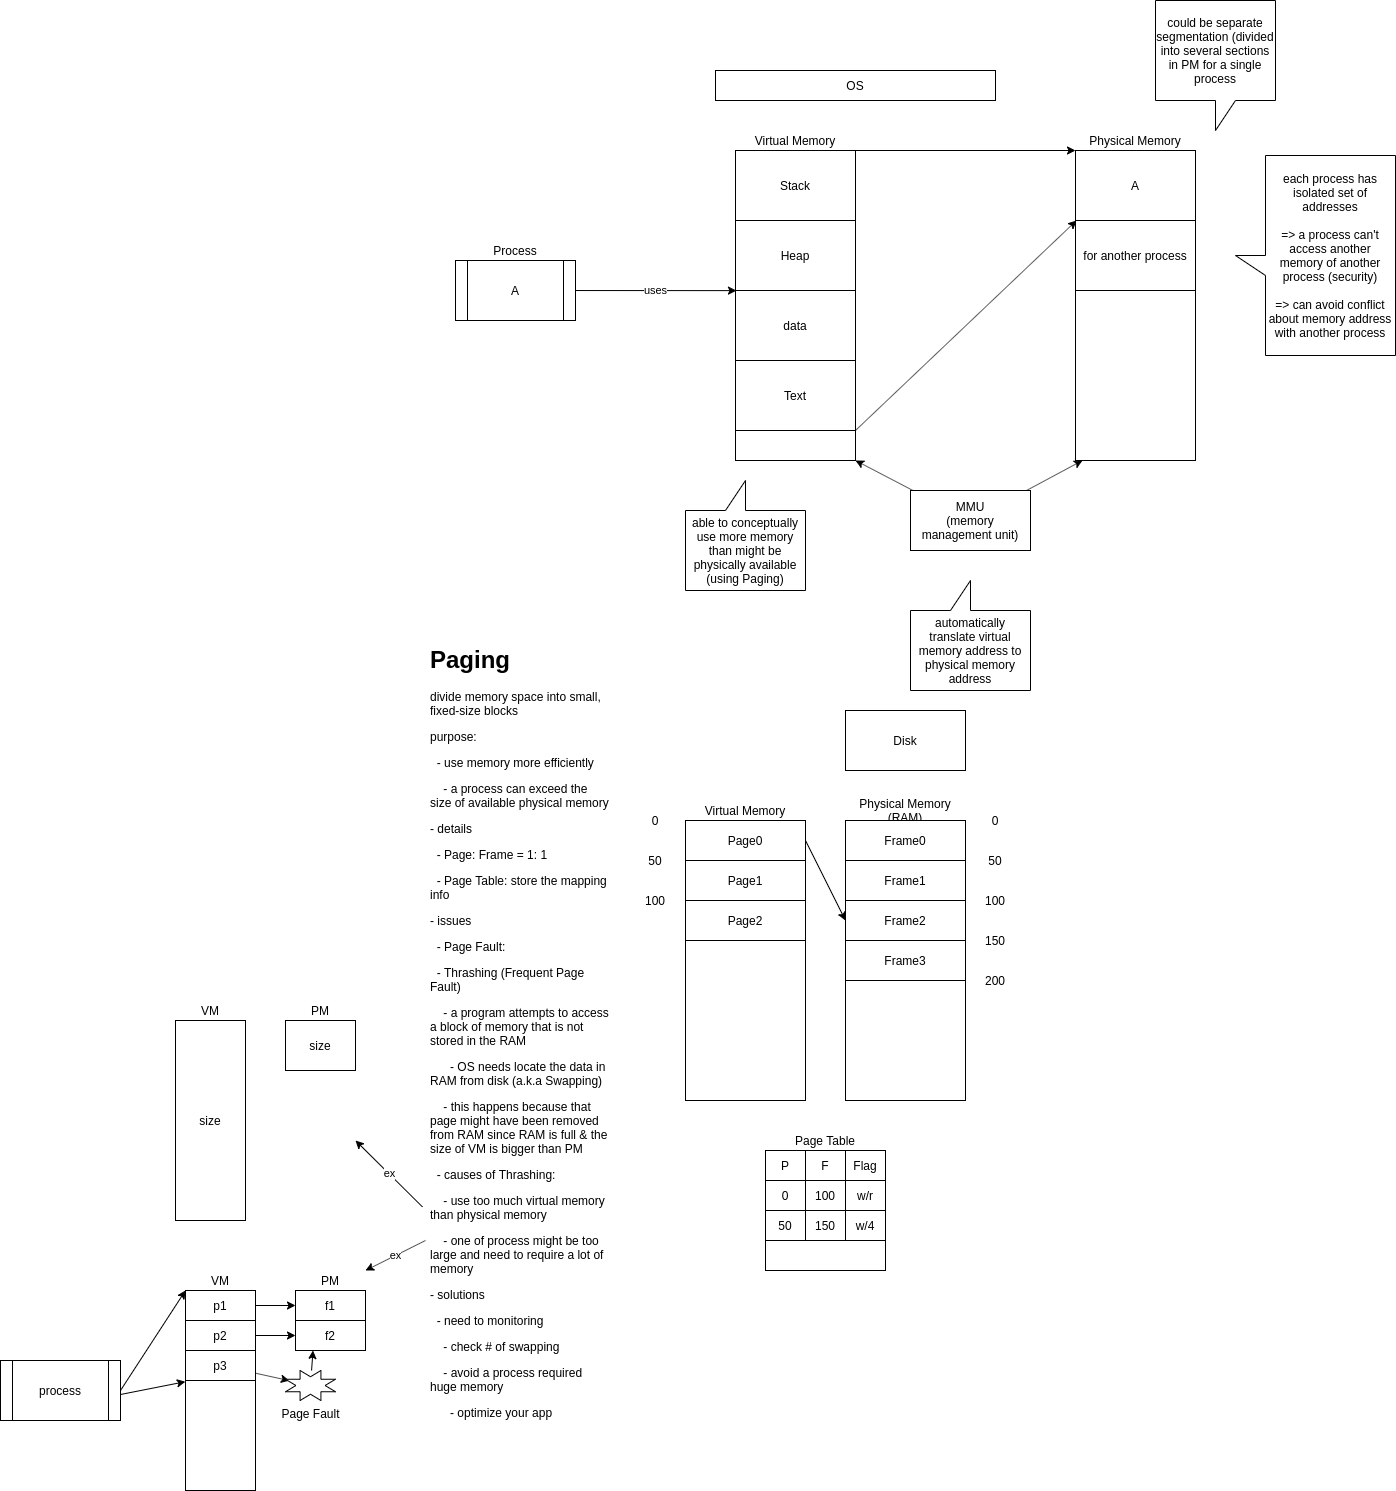 could be separate
segmentation (divided
into several sections
in PM for a single
process
OS
Virtual Memory
Physical Memory
Stack
Heap
data
Text
A
for another process
each process has
isolated set of
addresses
=> a process can't
access another
memory of another
process (security)
=> can avoid conflict
about memory address
with another process
Process
A
uses
MMU
(memory
management unit)
able to conceptually
use more memory
than might be
physically available
(using Paging)
automatically
translate virtual
memory address to
physical memory
address
Paging
divide memory space into small,
fixed-size blocks
purpose:
- use memory more efficiently
- a process can exceed the
size of available physical memory
- details
- Page: Frame = 1: 1
- Page Table: store the mapping
info
- issues
- Page Fault:
- Thrashing (Frequent Page
Fault)
- a program attempts to access
a block of memory that is not
stored in the RAM
- OS needs locate the data in
RAM from disk (a.k.a Swapping)
- this happens because that
page might have been removed
from RAM since RAM is full & the
size of VM is bigger than PM
- causes of Thrashing:
- use too much virtual memory
than physical memory
- one of process might be too
large and need to require a lot of
memory
- solutions
- need to monitoring
- check # of swapping
- avoid a process required
huge memory
- optimize your app
Disk
Virtual Memory
0
50
100
Page0
Page1
Page2
Physical Memory
(RAM)
Frame0
Frame1
Frame2
Frame3
0
50
100
150
200
Page Table
P F Flag
0 100 w/r
50 150 w/4
VM
size
PM
size
ex
ex
VM
p1
p2
p3
PM
f1
f2
process
Page Fault